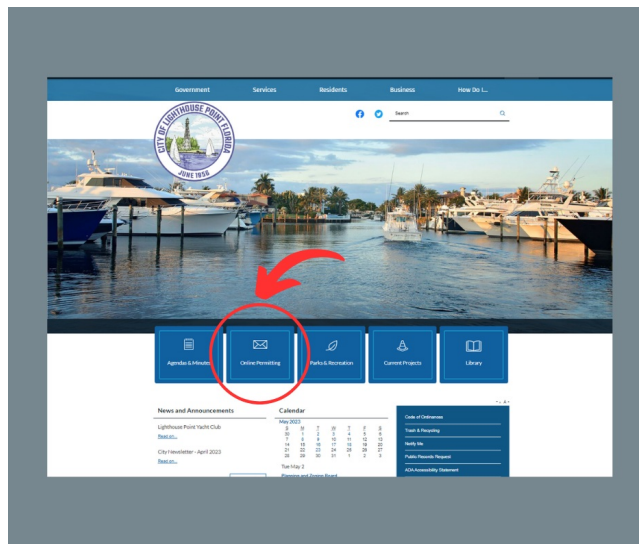 Government Services Residents Business How Do I...
CITY OF LIGHTHOUSE POINT FLORIDA
JUNE 1956
Search
Agendas & Minutes Online Permitting Parks & Recreation Current Projects Library
News and Announcements
Lighthouse Point Yacht Club
Read on...
City Newsletter - April 2023
Read on...
Calendar
May 2023
S M T W T F S
30 1 2 3 4 5 6
7 8 9 10 11 12 13
14 15 16 17 18 19 20
21 22 23 24 25 26 27
28 29 30 31 1 2 3
Tue May 2
Planning and Zoning Board
Code of Ordinances
Trash & Recycling
Notify Me
Public Records Request
ADA Accessibility Statement